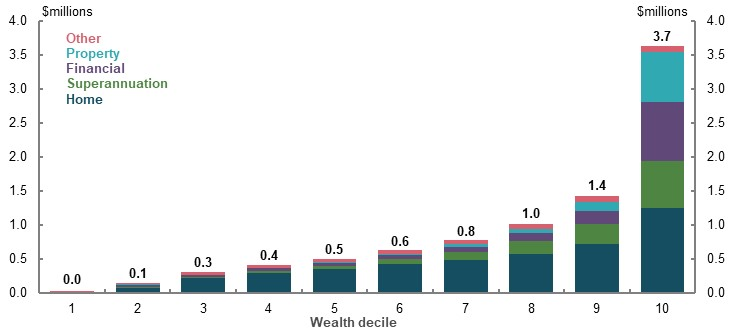 $millions $millions
4.0 4.0
3.5 3.5
3.0 3.0
2.5 2.5
2.0 2.0
1.5 1.5
1.0 1.0
0.5 0.5
0.0 0.0
Other
Property
Financial
Superannuation
Home
0.0 0.1 0.3 0.4 0.5 0.6 0.8 1.0 1.4 3.7
1 2 3 4 5 6 7 8 9 10
Wealth decile